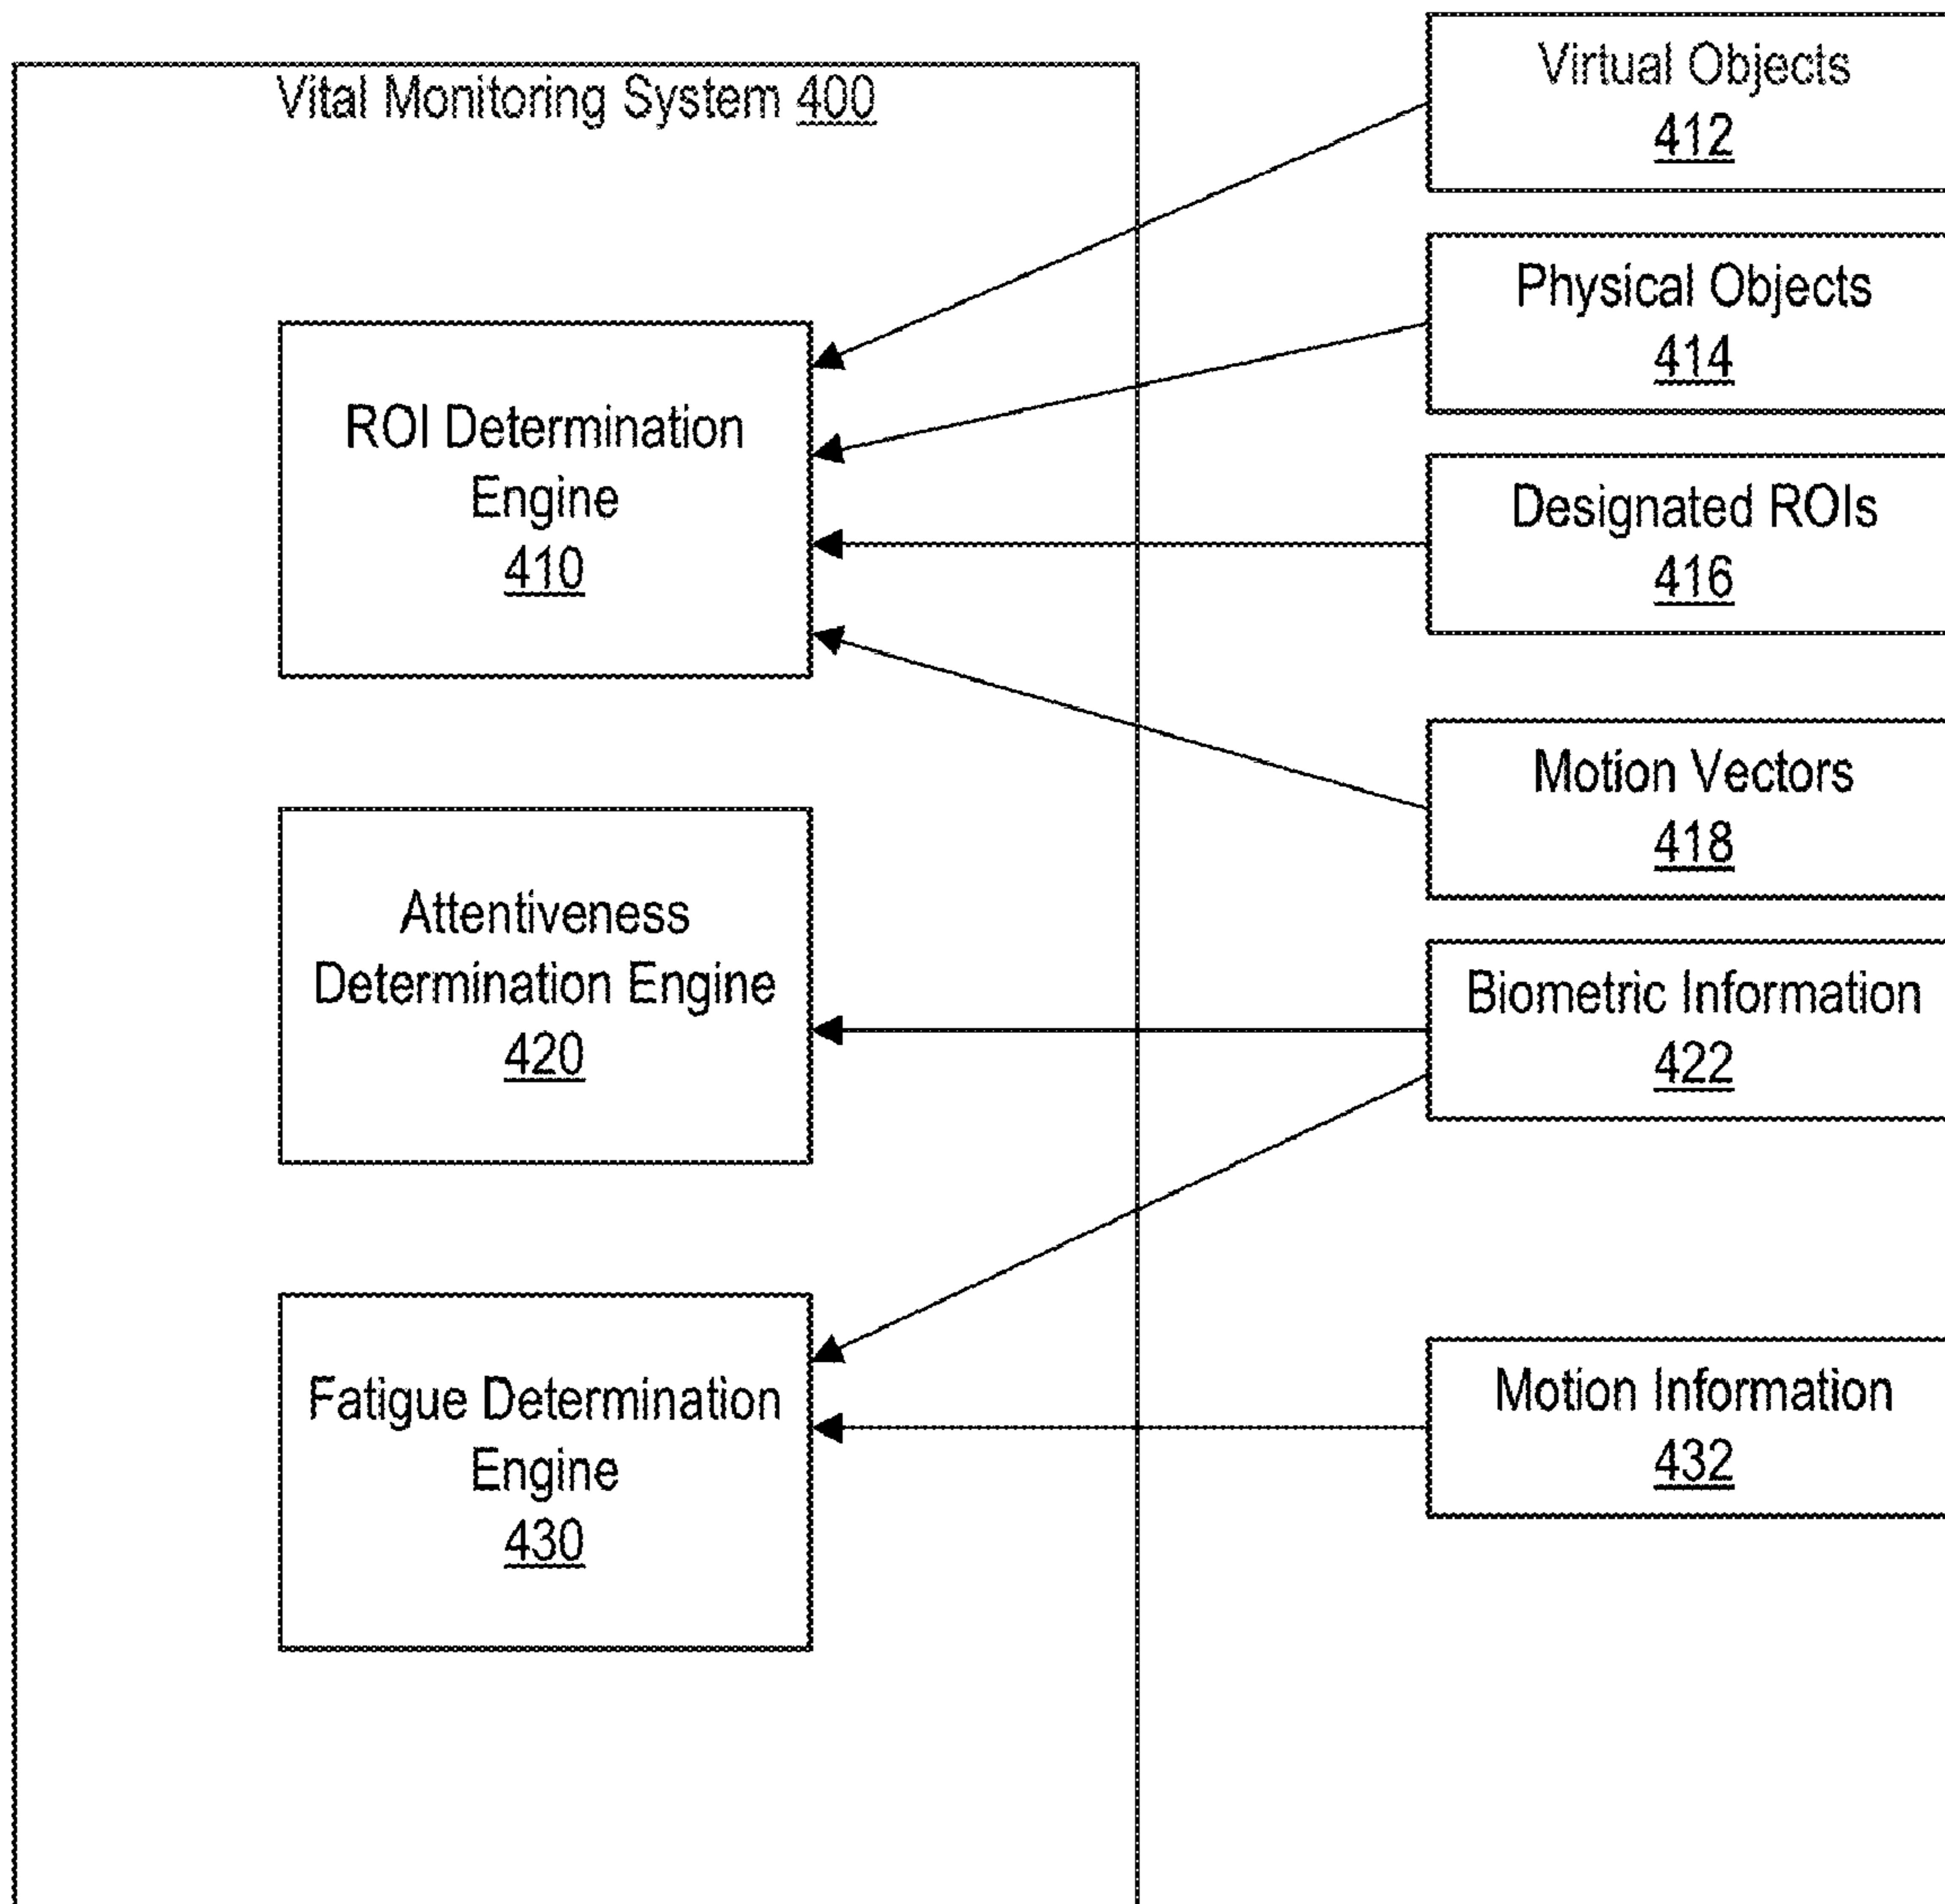 Vital Monitoring System 400
ROI Determination
Engine
410
Attentiveness
Determination Engine
420
Fatigue Determination
Engine
430
Virtual Objects
412
Physical Objects
414
Designated ROIs
416
Motion Vectors
418
Biometric Information
422
Motion Information
432